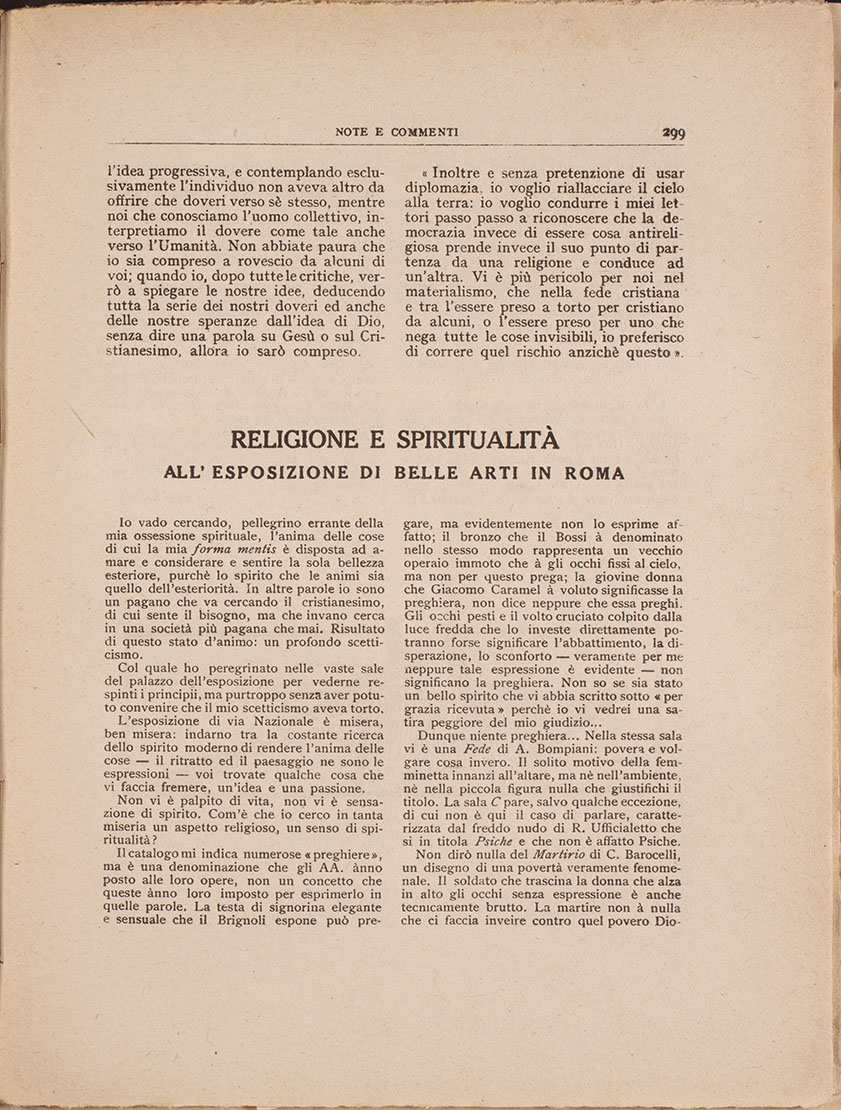 NOTE E COMMENTI 299
l'idea progressiva, e contemplando esclu-
sivamente l'individuo non aveva altro da
offrire che doveri verso sè stesso, mentre
noi che conosciamo l'uomo collettivo, in-
terpretiamo il dovere come tale anche
verso l'Umanità. Non abbiate paura che
io sia compreso a rovescio da alcuni di
voi; quando io, dopo tutte le critiche, ver-
rò a spiegare le nostre idee, deducendo
tutta la serie dei nostri doveri ed anche
delle nostre speranze dall'idea di Dio,
senza dire una parola su Gesù o sul Cri-
stianesimo, allora io sarò compreso.
« Inoltre e senza pretenzione di usar
diplomazia, io voglio riallacciare il cielo
alla terra: io voglio condurre i miei let-
tori passo passo a riconoscere che la de-
mocrazia invece di essere cosa antireli-
giosa prende invece il suo punto di par-
tenza da una religione e conduce ad
un'altra. Vi è più pericolo per noi nel
materialismo, che nella fede cristiana
e tra l'essere preso a torto per cristiano
da alcuni, o l'essere preso per uno che
nega tutte le cose invisibili, io preferisco
di correre quel rischio anzichè questo ».
RELIGIONE E SPIRITUALITÀ
ALL' ESPOSIZIONE DI BELLE ARTI IN ROMA
Io vado cercando, pellegrino errante della
mia ossessione spirituale, l'anima delle cose
di cui la mia forma mentis è disposta ad a-
mare e considerare e sentire la sola bellezza
esteriore, purchè lo spirito che le animi sia
quello dell'esteriorità. In altre parole io sono
un pagano che va cercando il cristianesimo,
di cui sente il bisogno, ma che invano cerca
in una società più pagana che mai. Risultato
di questo stato d'animo: un profondo scetti-
cismo.
Col quale ho peregrinato nelle vaste sale
del palazzo dell'esposizione per vederne re-
spinti i principii, ma purtroppo senza aver potu-
to convenire che il mio scetticismo aveva torto.
L'esposizione di via Nazionale è misera,
ben misera: indarno tra la costante ricerca
dello spirito moderno di rendere l'anima delle
cose — il ritratto ed il paesaggio ne sono le
espressioni — voi trovate qualche cosa che
vi faccia fremere, un'idea e una passione.
Non vi è palpito di vita, non vi è sensa-
zione di spirito. Com'è che io cerco in tanta
miseria un aspetto religioso, un senso di spi-
ritualità?
Il catalogo mi indica numerose « preghiere »,
ma è una denominazione che gli AA. ànno
posto alle loro opere, non un concetto che
queste ànno loro imposto per esprimerlo in
quelle parole. La testa di signorina elegante
e sensuale che il Brignoli espone può pre-
gare, ma evidentemente non lo esprime af-
fatto; il bronzo che il Bossi à denominato
nello stesso modo rappresenta un vecchio
operaio immoto che à gli occhi fissi al cielo,
ma non per questo prega; la giovine donna
che Giacomo Caramel à voluto significasse la
preghiera, non dice neppure che essa preghi.
Gli occhi pesti e il volto cruciato colpito dalla
luce fredda che lo investe direttamente po-
tranno forse significare l'abbattimento, la di-
sperazione, lo sconforto — veramente per me
neppure tale espressione è evidente — non
significano la preghiera. Non so se sia stato
un bello spirito che vi abbia scritto sotto « per
grazia ricevuta » perchè io vi vedrei una sa-
tira peggiore del mio giudizio...
Dunque niente preghiera... Nella stessa sala
vi è una Fede di A. Bompiani: povera e vol-
gare cosa invero. Il solito motivo della fem-
minetta innanzi all'altare, ma nè nell'ambiente,
nè nella piccola figura nulla che giustifichi il
titolo. La sala C pare, salvo qualche eccezione,
di cui non è qui il caso di parlare, caratte-
rizzata dal freddo nudo di R. Ufficialetto che
si in titola Psiche e che non è affatto Psiche.
Non dirò nulla del Martirio di C. Barocelli,
un disegno di una povertà veramente fenome-
nale. Il soldato che trascina la donna che alza
in alto gli occhi senza espressione è anche
tecnicamente brutto. La martire non à nulla
che ci faccia inveire contro quel povero Dio-